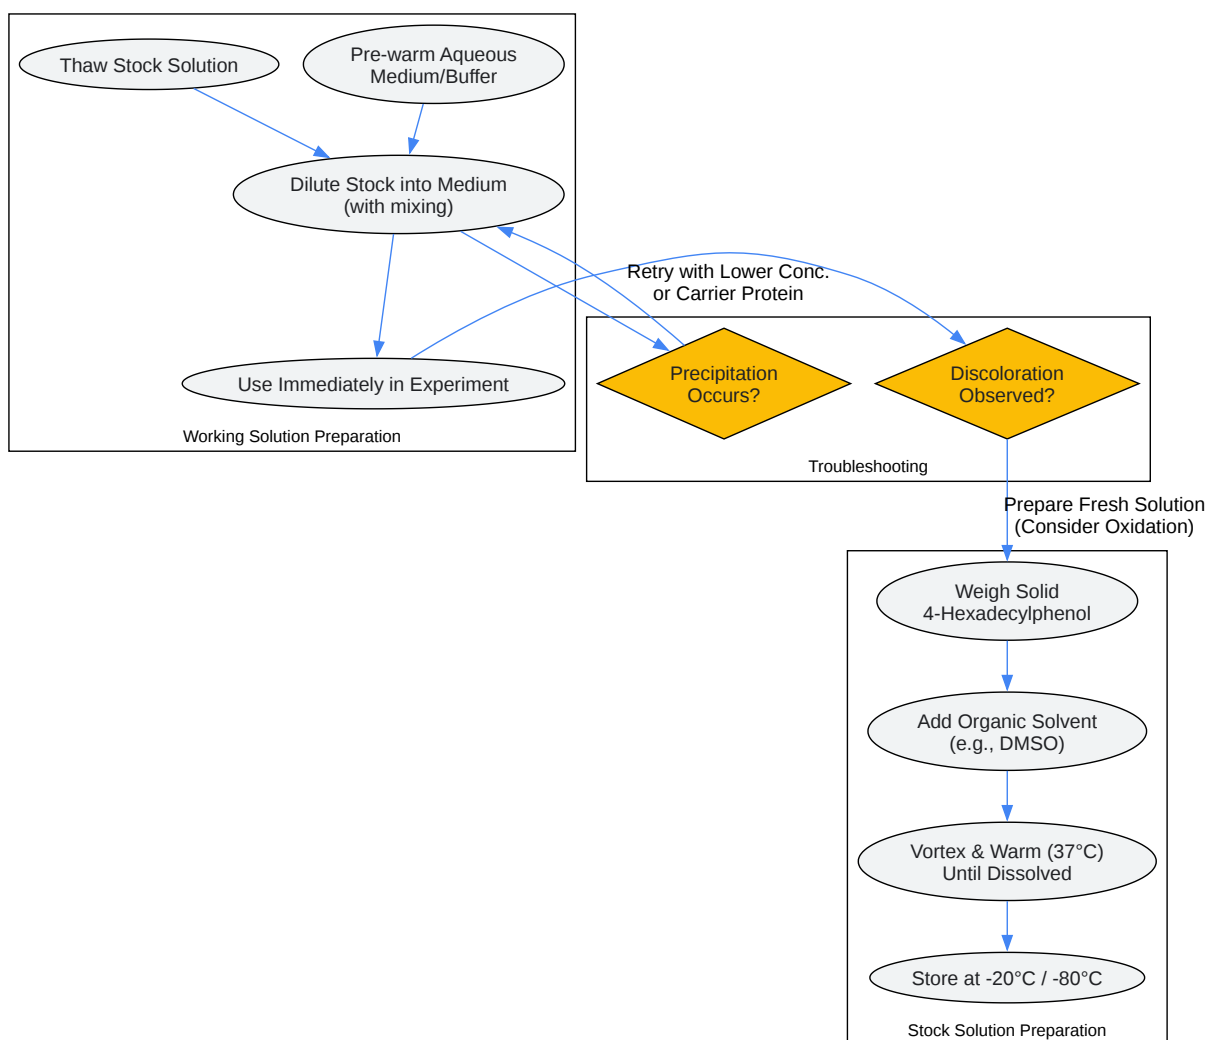 Thaw Stock Solution
Pre-warm Aqueous
Medium/Buffer
Dilute Stock into Medium
(with mixing)
Retry with Lower Conc.
or Carrier Protein
Use Immediately in Experiment
Working Solution Preparation
Precipitation
Occurs?
Discoloration
Observed?
Troubleshooting
Prepare Fresh Solution
(Consider Oxidation)
Weigh Solid
4-Hexadecylphenol
Add Organic Solvent
(e.g., DMSO)
Vortex & Warm (37°C)
Until Dissolved
Store at -20°C / -80°C
Stock Solution Preparation